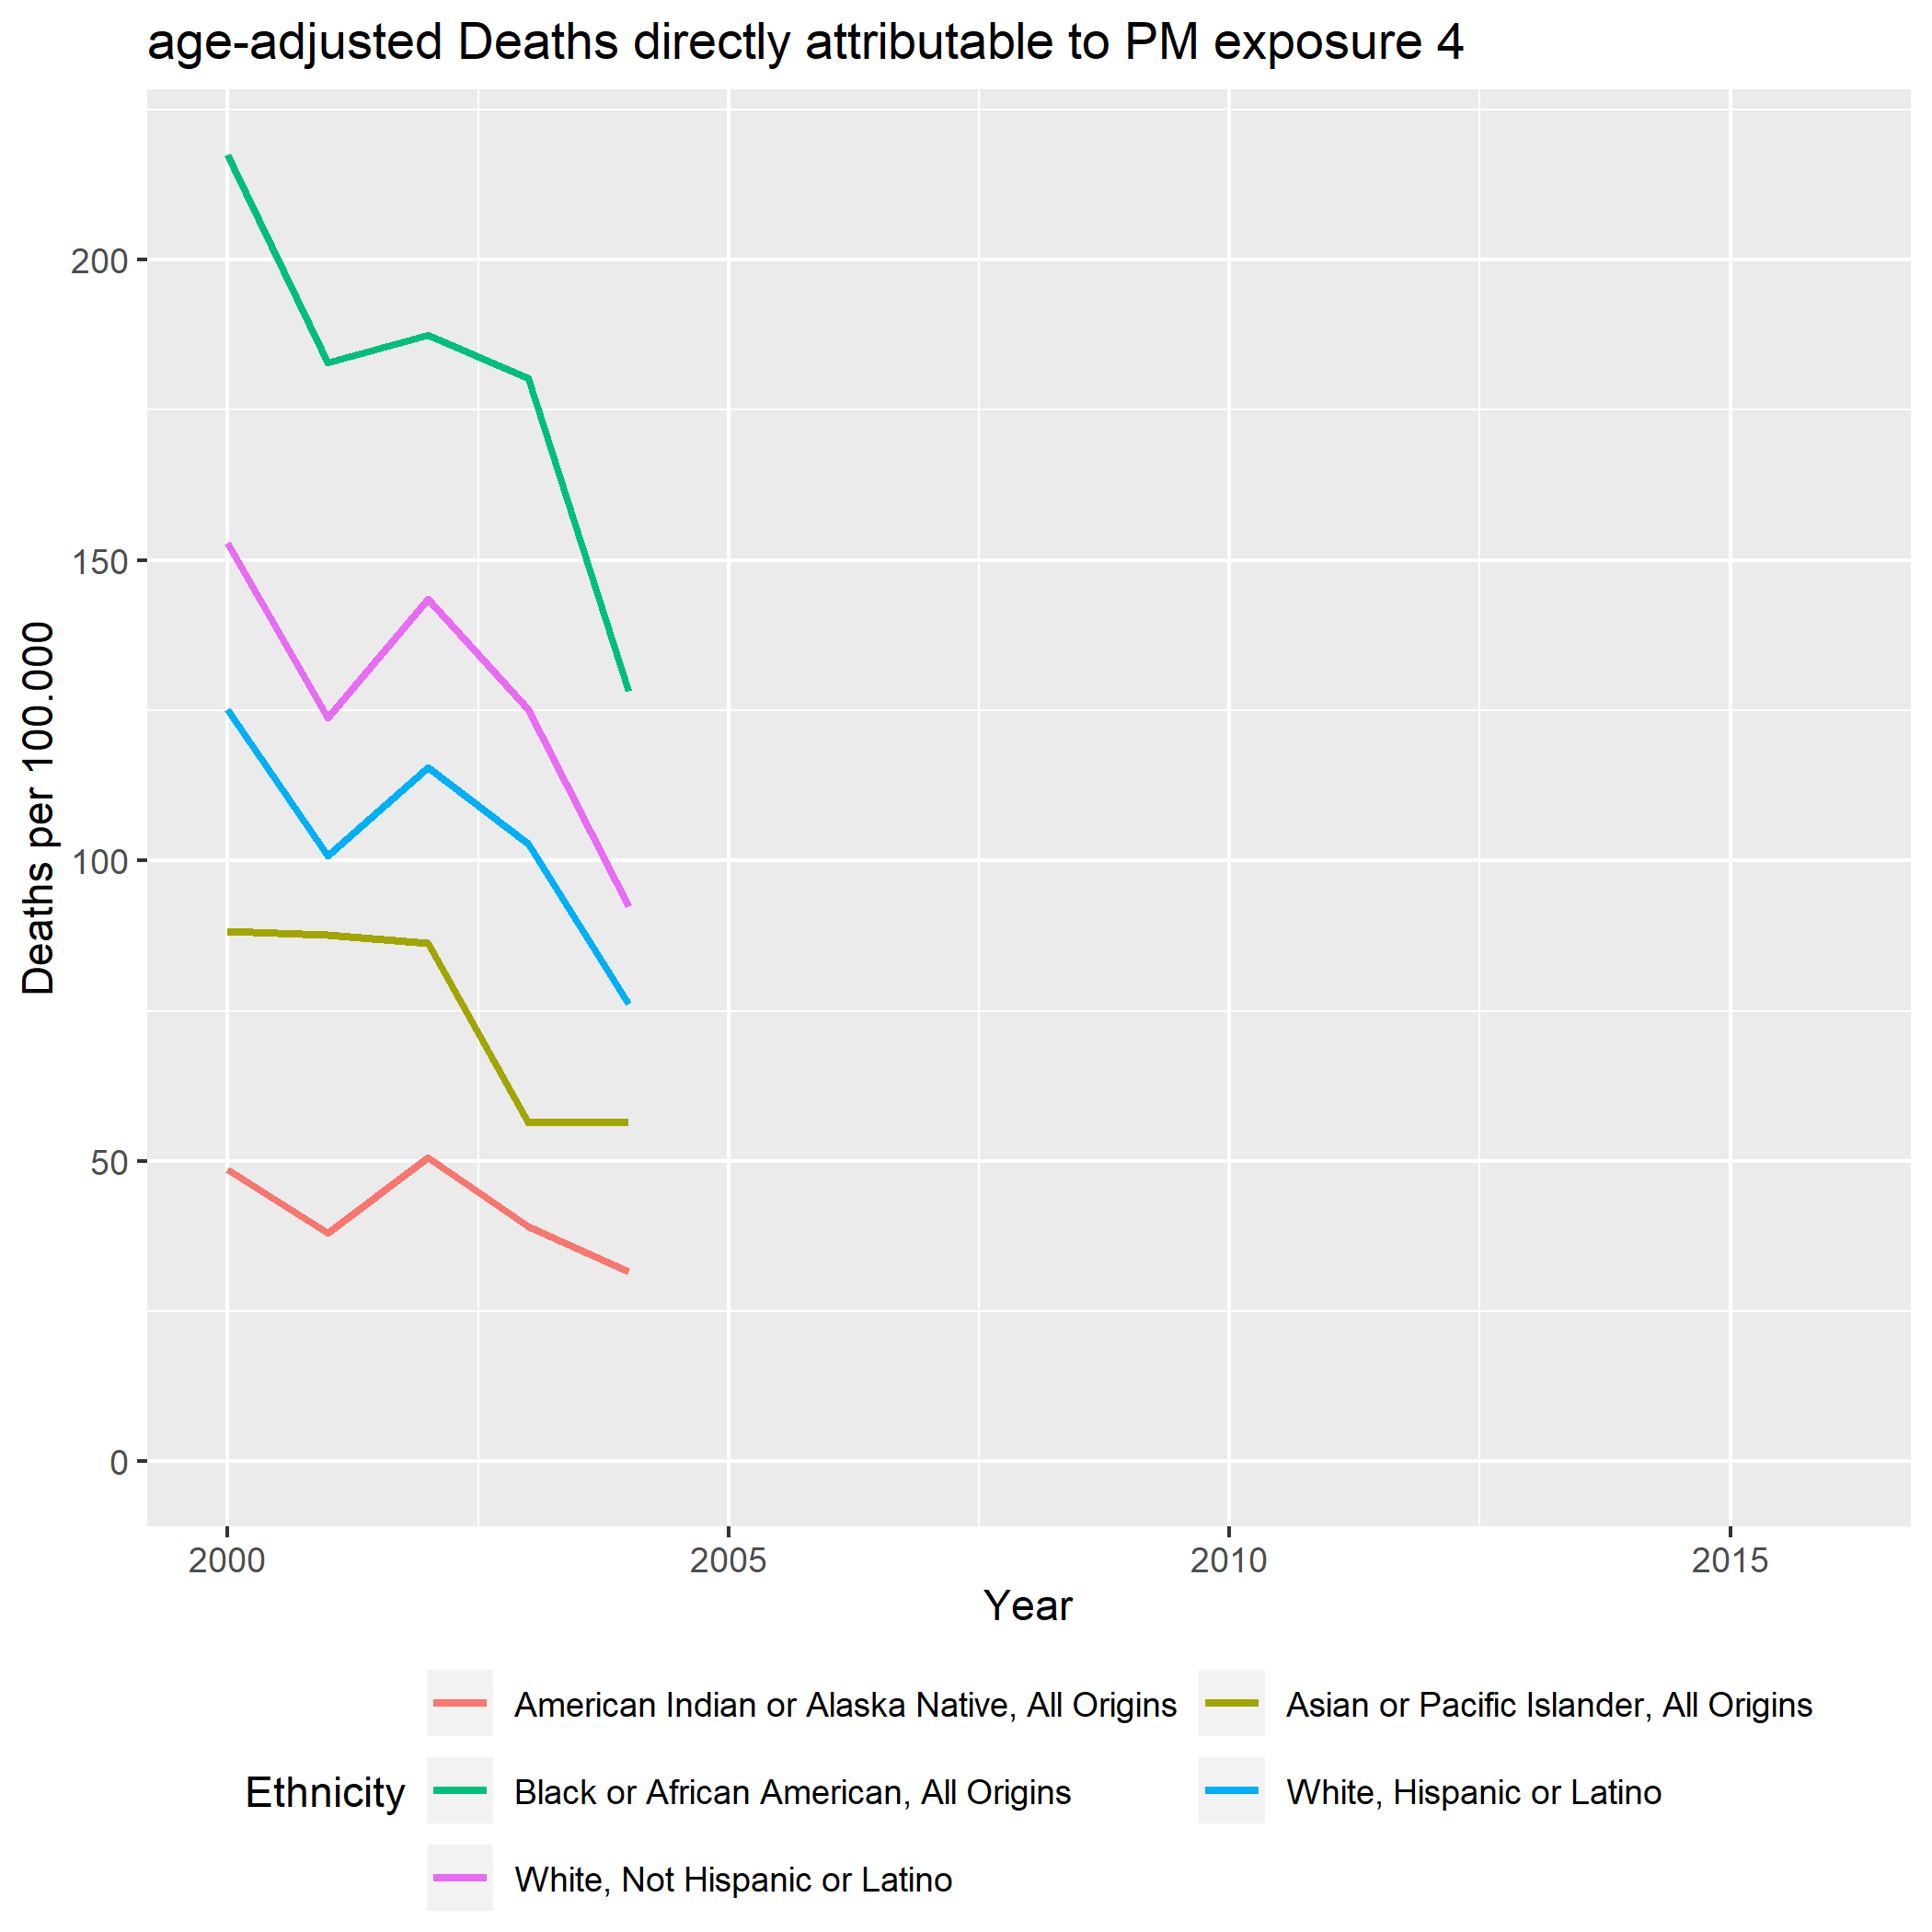 age-adjusted Deaths directly attributable to PM exposure 4
Deaths per 100.000
200
150
100
50
0
2000 2005 2010 2015
Year
Ethnicity
American Indian or Alaska Native, All Origins
Asian or Pacific Islander, All Origins
Black or African American, All Origins
White, Hispanic or Latino
White, Not Hispanic or Latino